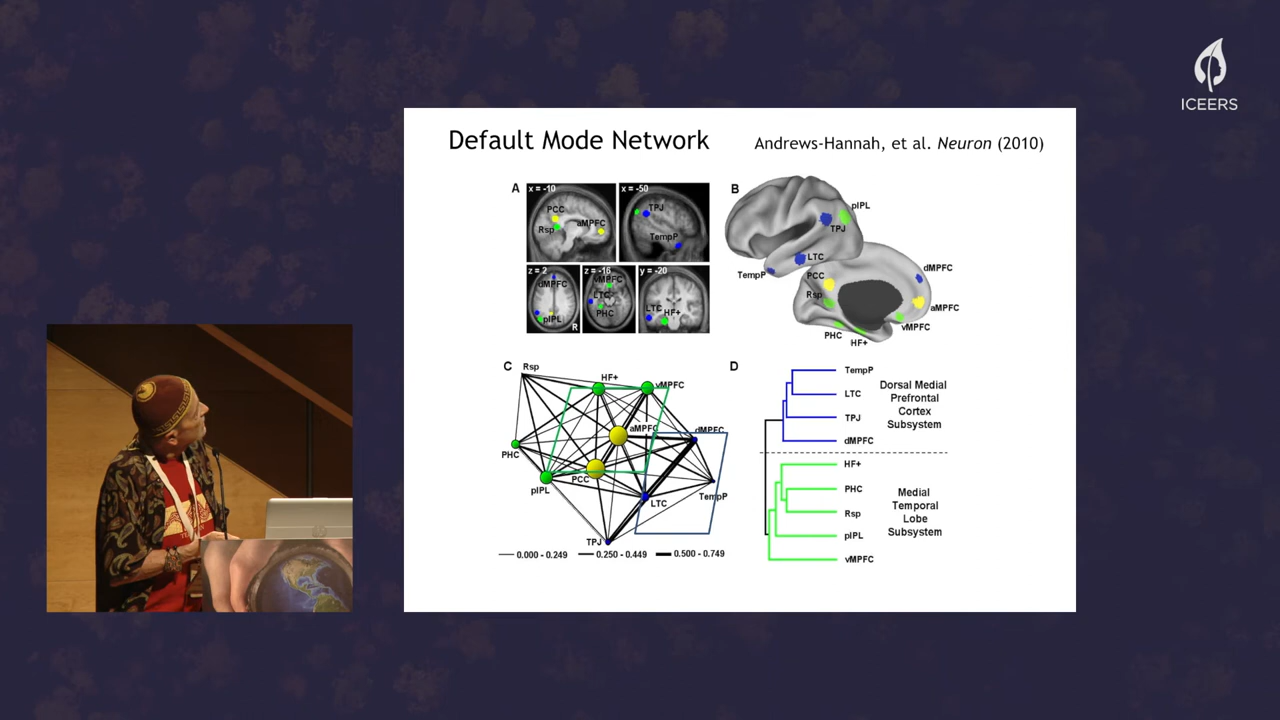 ICEERS
Default Mode Network
Andrews-Hannah, et al. Neuron (2010)
A
x = -10
PCC
Rsp
aMPFC
x = -50
TPJ
TempP
z = 2
dMPFC
pIPL
R
z = -16
vMPFC
LTC
PHC
y = -20
LTC
HF+
B
pIPL
TPJ
LTC
TempP
PCC
Rsp
PHC
HF+
dMPFC
aMPFC
vMPFC
C
Rsp
HF+
vMPFC
aMPFC
dMPFC
PHC
pIPL
PCC
LTC
TempP
TPJ
0.000 - 0.249
0.250 - 0.449
0.500 - 0.749
D
TempP
LTC
TPJ
dMPFC
Dorsal Medial
Prefrontal
Cortex
Subsystem
HF+
PHC
Rsp
pIPL
vMPFC
Medial
Temporal
Lobe
Subsystem